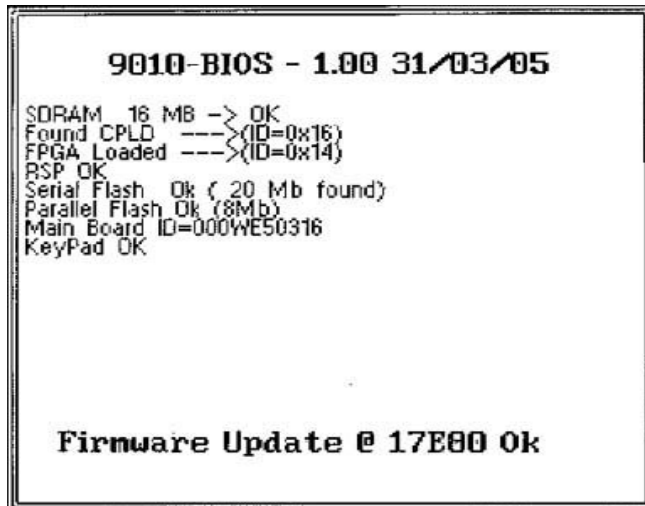 9010-BIOS - 1.00 31/03/05
SDRAM 16 MB -> OK
Found CPLD --->(ID=0x16)
FPGA Loaded --->(ID=0x14)
RSP OK
Serial Flash Ok ( 20 Mb found)
Parallel Flash Ok (8Mb)
Main Board ID=000WE50316
KeyPad OK
Firmware Update @ 17E80 Ok